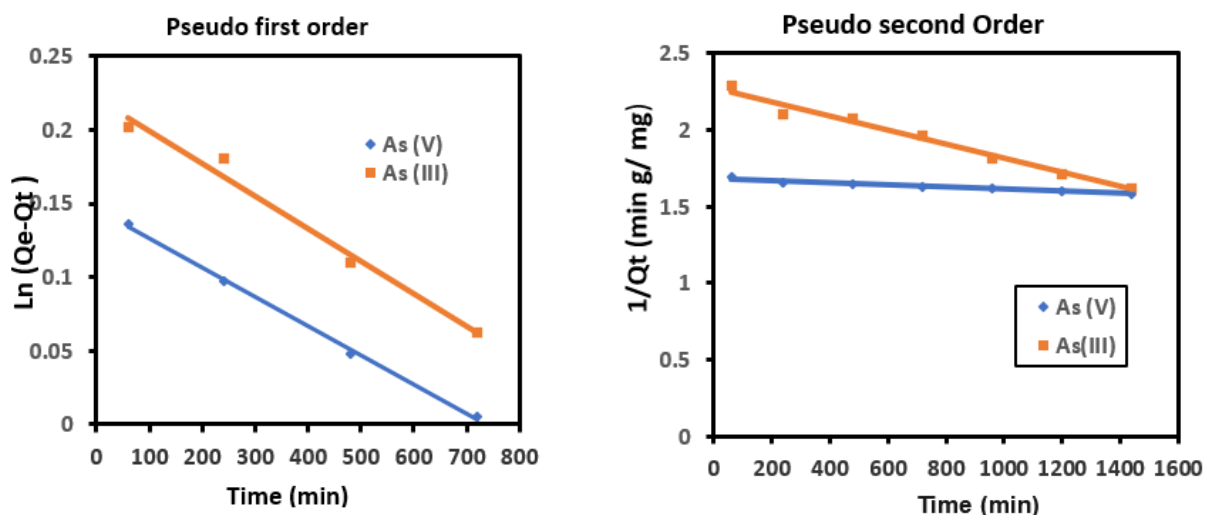 Pseudo first order
Ln (Qe-Qt )
0.25
0.2
0.15
0.1
0.05
0
As (V)
As (III)
0 100 200 300 400 500 600 700 800
Time (min)
Pseudo second Order
1/Qt (min g/ mg)
2.5
2
1.5
1
0.5
0
As (V)
As(III)
0 200 400 600 800 1000 1200 1400 1600
Time (min)